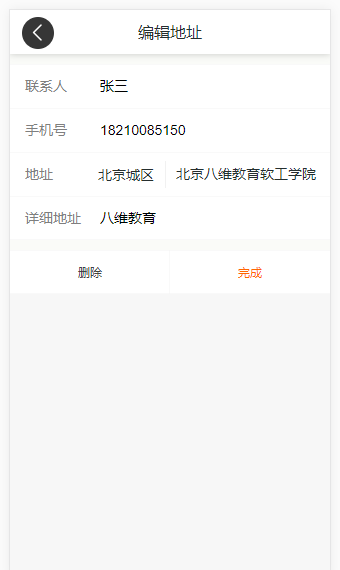 编辑地址
联系人 张三
手机号 18210085150
地址 北京城区 北京八维教育软工学院
详细地址 八维教育
删除 完成